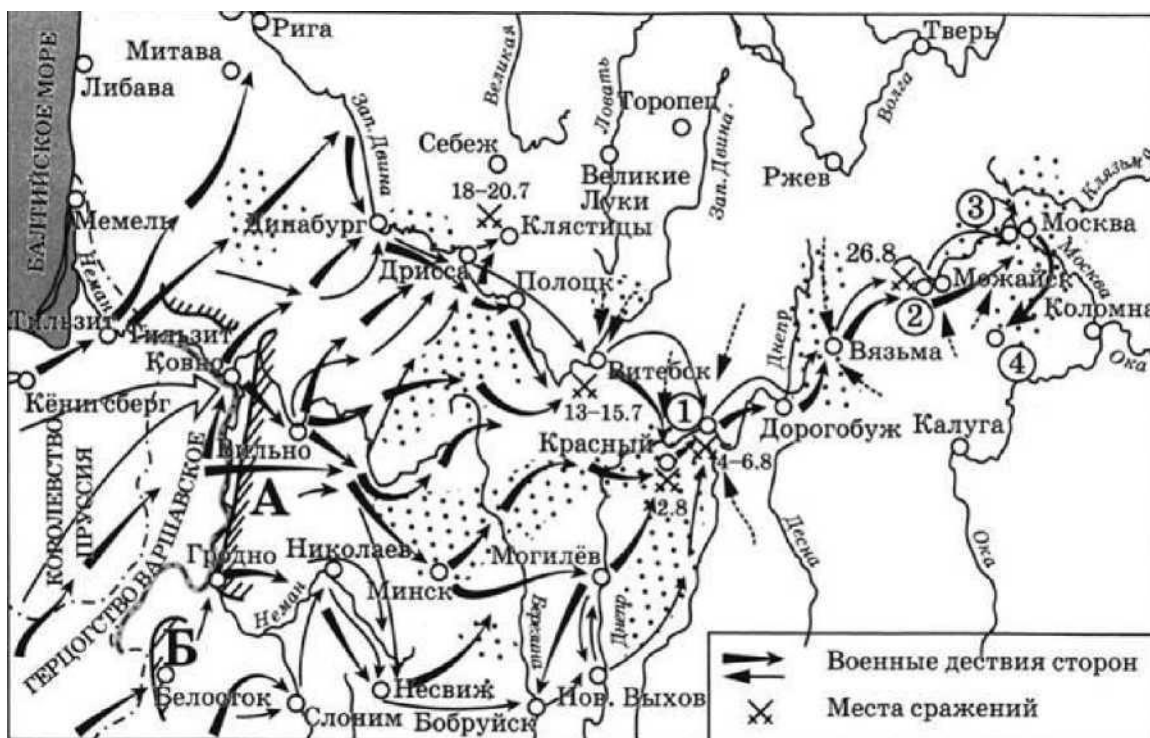 Рига
Тверь
Митава
Либава
БАЛТИЙСКОЕ МОРЕ
Зап. Двина
Великая
Ловать
Торопец
Зап. Двина
Волга
Себеж
18–20.7
Великие
Луки
Ржев
Клязьма
Мемель
Неман
Динабург
Клястицы
3
Москва
Москва
Дрисса
26.8
Можайск
Полоцк
2
Коломна
Тильзит
Тильзит
Днепр
Вязьма
4
Ока
Ковно
Витебск
Кёнигсберг
13–15.7
1
Дорогобуж
Калуга
Вильно
Красный
4–6.8
КОРОЛЕВСТВО
ПРУССИЯ
ГЕРЦОГСТВО ВАРШАВСКОЕ
А
2.8
Десна
Ока
Гродно
Николаев
Могилёв
Неман
Минск
Березина
Днепр
Б
Белосток
Несвиж
Нов. Выхов
Слоним
Бобруйск
Военные дествия сторон
Места сражений